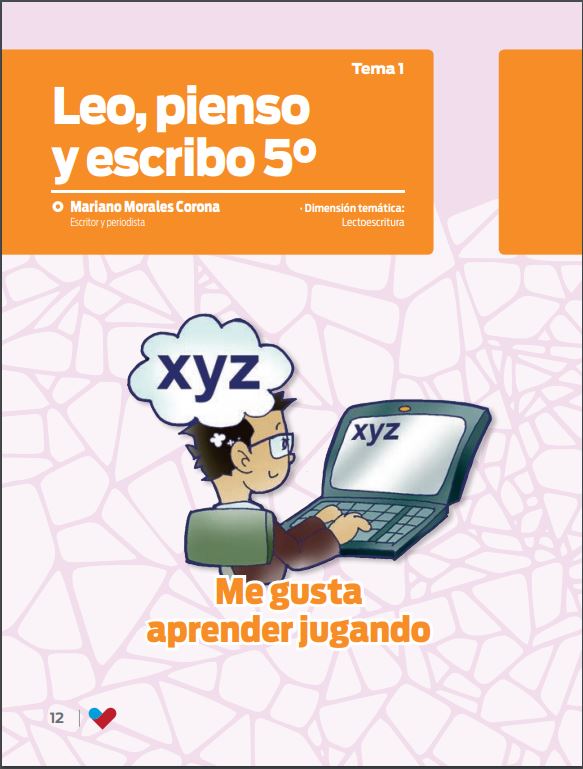 Tema 1
Leo, pienso
y escribo 5º
Mariano Morales Corona
Escritor y periodista
· Dimensión temática:
Lectoescritura
xyz
xyz
Me gusta
aprender jugando
12